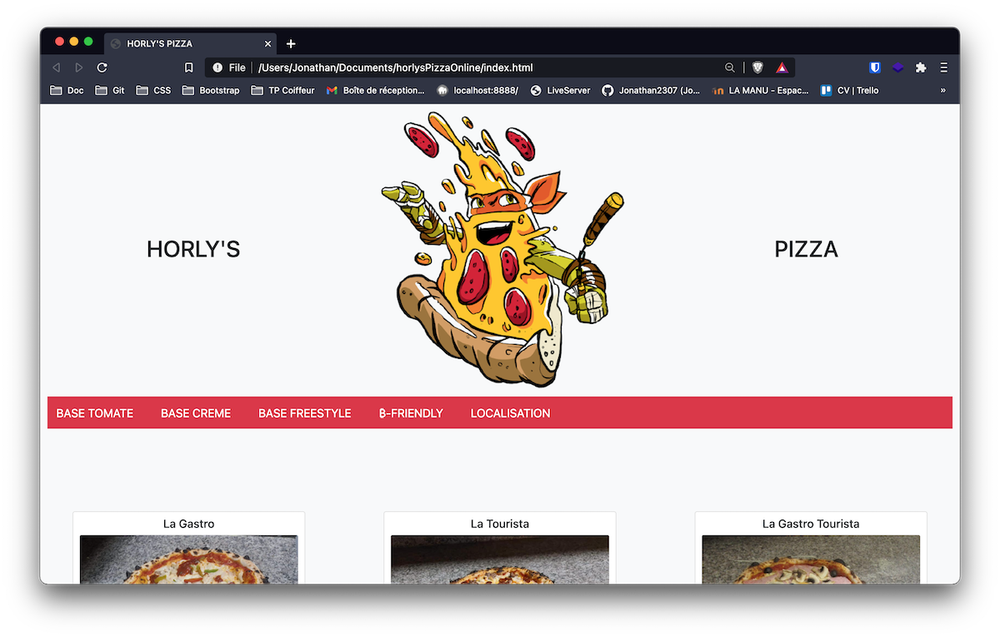 HORLY'S PIZZA
File /Users/Jonathan/Documents/horlysPizzaOnline/index.html
Doc Git CSS Bootstrap TP Coiffeur Boîte de réception... localhost:8888/ LiveServer Jonathan2307 (Jo... LA MANU - Espac... CV | Trello »
HORLY'S PIZZA
BASE TOMATE BASE CREME BASE FREESTYLE ₿-FRIENDLY LOCALISATION
La Gastro La Tourista La Gastro Tourista